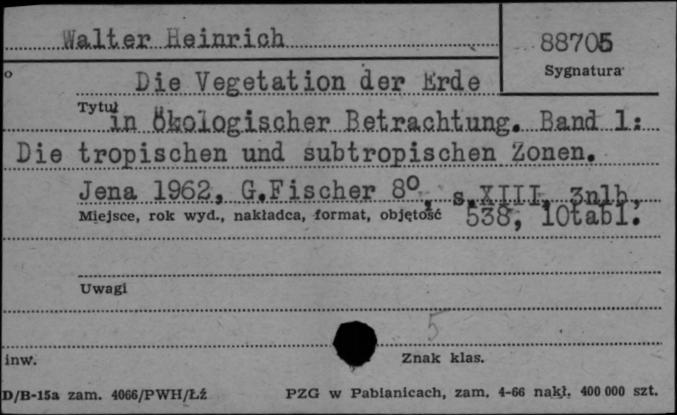 Walter Heinrich
88705
Sygnatura
Die Vegetation der Erde
Tytuł
in ökologischer Betrachtung. Band 1:
Die tropischen und subtropischen Zonen.
Jena 1962, G.Fischer 8°, s.XIII, 3nlb,
Miejsce, rok wyd., nakładca, format, objętość
538, 10tabl.
Uwagi
5
inw.
Znak klas.
D/B-15a zam. 4066/PWH/Łź
PZG w Pabianicach, zam. 4-66 nakł. 400 000 szt.